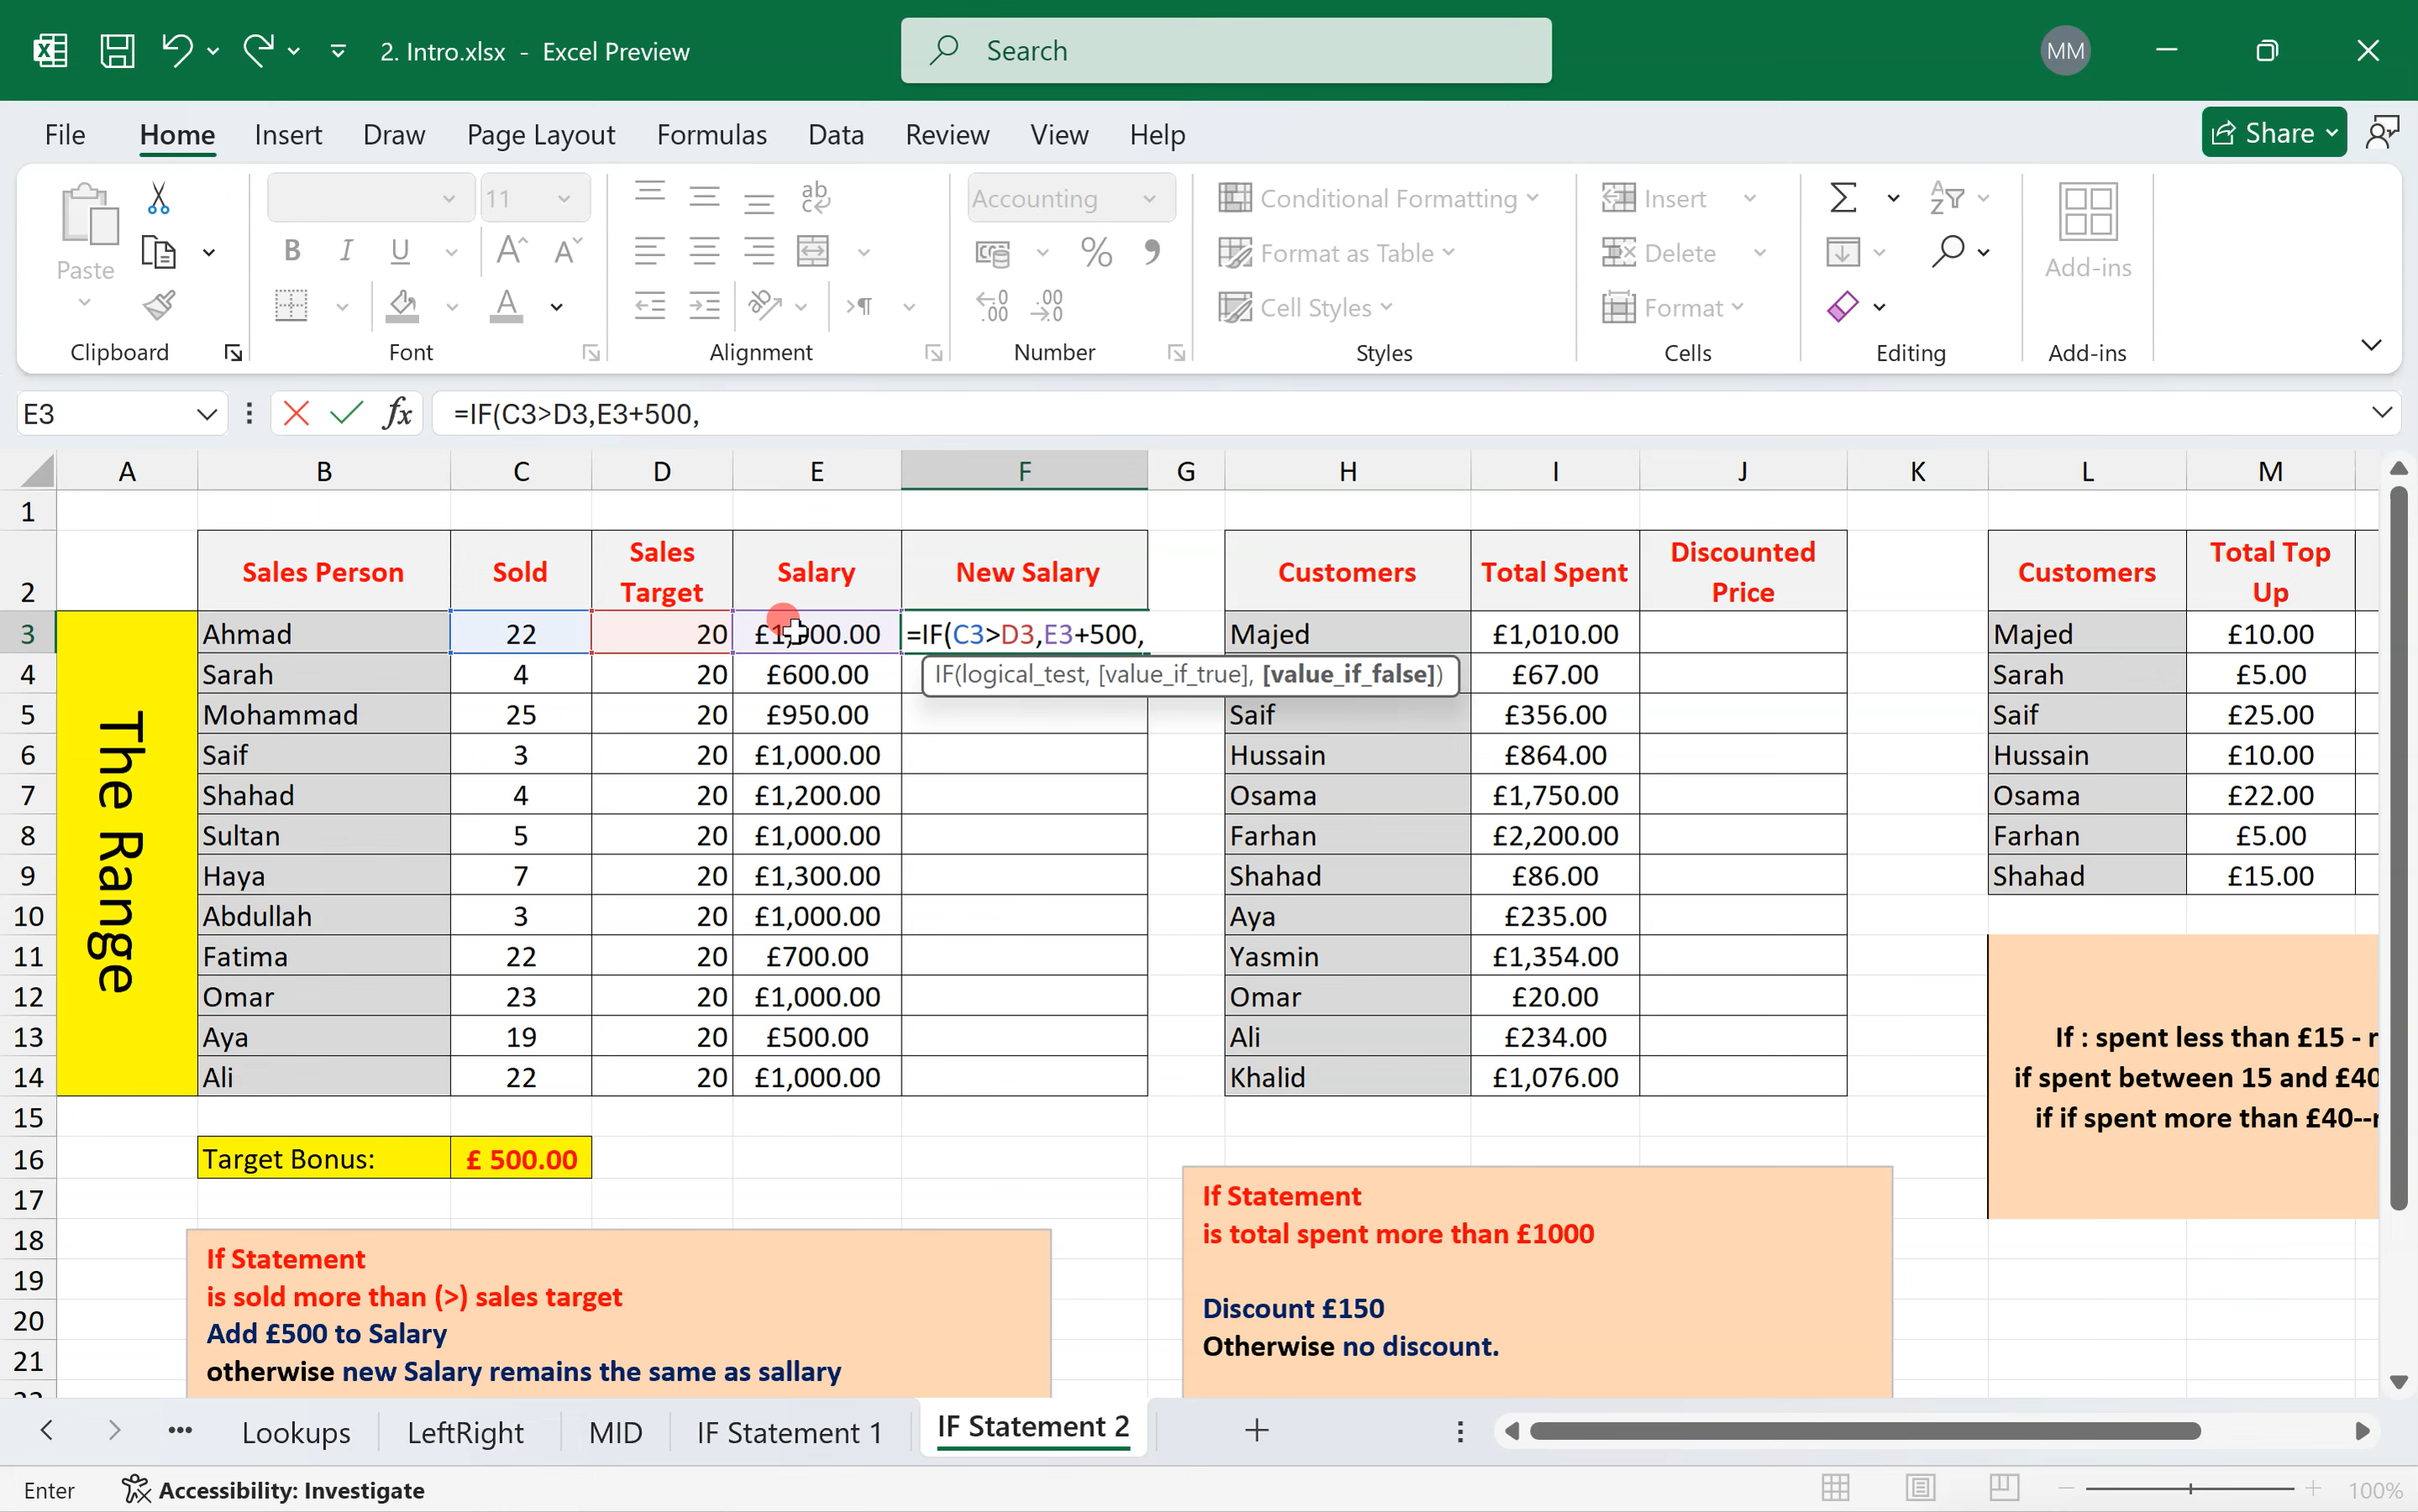 2. Intro.xlsx - Excel Preview
Search
MM
File Home Insert Draw Page Layout Formulas Data Review View Help
Share
Paste
Clipboard
11
B I U
Font
Alignment
Accounting
Number
Conditional Formatting
Format as Table
Cell Styles
Styles
Insert
Delete
Format
Cells
Editing
Add-ins
Add-ins
E3
=IF(C3>D3,E3+500,
A B C D E F G H I J K L M
1
2 Sales Person Sold Sales Target Salary New Salary Customers Total Spent Discounted Price Customers Total Top Up
The Range
3 Ahmad 22 20 =IF(C3>D3,E3+500, Majed £1,010.00 Majed £10.00
IF(logical_test, [value_if_true], [value_if_false])
4 Sarah 4 20 £600.00 £67.00 Sarah £5.00
5 Mohammad 25 20 £950.00 Saif £356.00 Saif £25.00
6 Saif 3 20 £1,000.00 Hussain £864.00 Hussain £10.00
7 Shahad 4 20 £1,200.00 Osama £1,750.00 Osama £22.00
8 Sultan 5 20 £1,000.00 Farhan £2,200.00 Farhan £5.00
9 Haya 7 20 £1,300.00 Shahad £86.00 Shahad £15.00
10 Abdullah 3 20 £1,000.00 Aya £235.00
11 Fatima 22 20 £700.00 Yasmin £1,354.00
12 Omar 23 20 £1,000.00 Omar £20.00
13 Aya 19 20 £500.00 Ali £234.00
14 Ali 22 20 £1,000.00 Khalid £1,076.00
If : spent less than £15 -
if spent between 15 and £40
if if spent more than £40--
15
16 Target Bonus: £ 500.00
17
18
19
20
21
If Statement
is sold more than (>) sales target
Add £500 to Salary
otherwise new Salary remains the same as sallary
If Statement
is total spent more than £1000
Discount £150
Otherwise no discount.
Lookups LeftRight MID IF Statement 1 IF Statement 2
Enter Accessibility: Investigate 100%